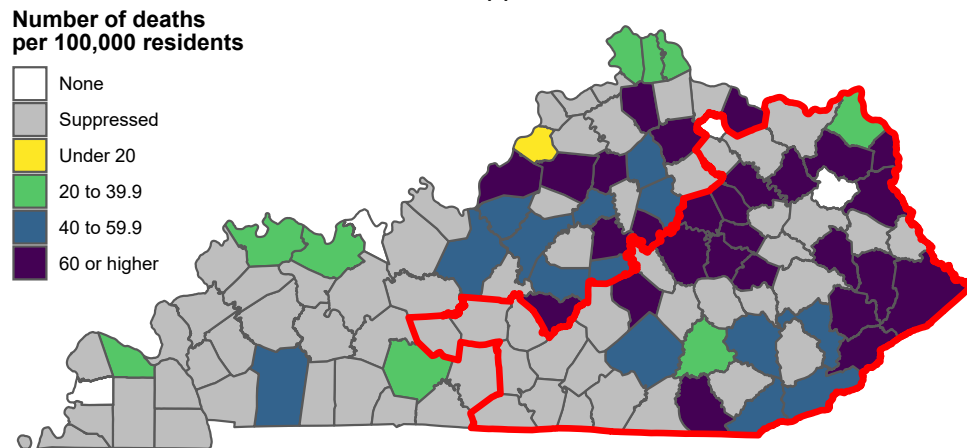 Number of deaths
per 100,000 residents
None
Suppressed
Under 20
20 to 39.9
40 to 59.9
60 or higher